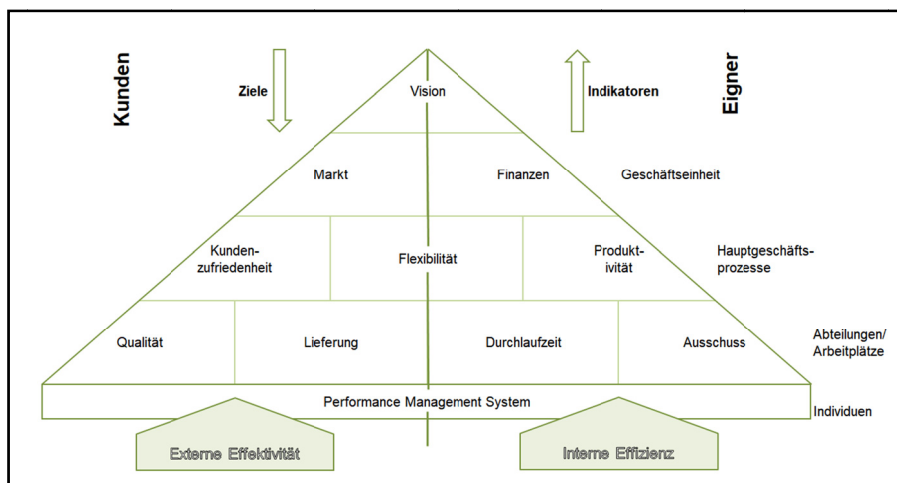 Kunden
Ziele
Vision
Indikatoren
Eigner
Markt
Finanzen
Geschäftseinheit
Kunden-
zufriedenheit
Flexibilität
Produkt-
ivität
Hauptgeschäfts-
prozesse
Qualität
Lieferung
Durchlaufzeit
Ausschuss
Abteilungen/
Arbeitplätze
Performance Management System
Individuen
Externe Effektivität
Interne Effizienz